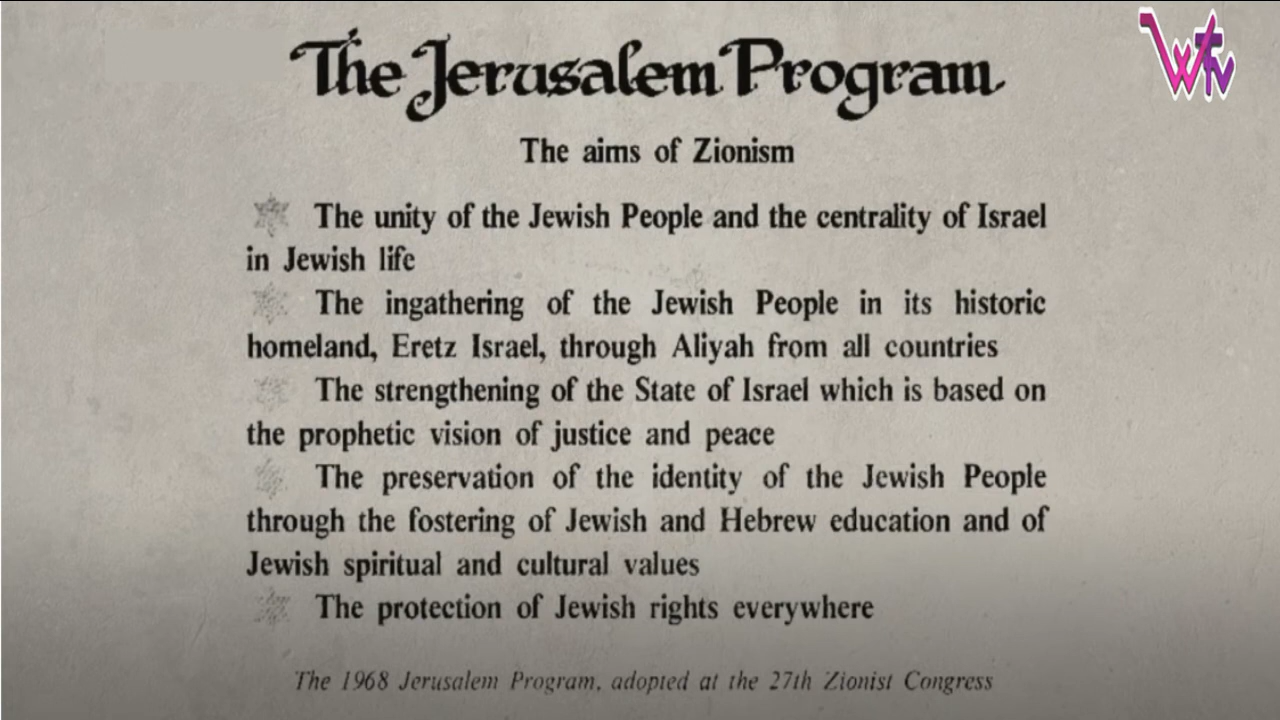 The Jerusalem Program
WTV
The aims of Zionism
The unity of the Jewish People and the centrality of Israel
in Jewish life
The ingathering of the Jewish People in its historic
homeland, Eretz Israel, through Aliyah from all countries
The strengthening of the State of Israel which is based on
the prophetic vision of justice and peace
The preservation of the identity of the Jewish People
through the fostering of Jewish and Hebrew education and of
Jewish spiritual and cultural values
The protection of Jewish rights everywhere
The 1968 Jerusalem Program, adopted at the 27th Zionist Congress